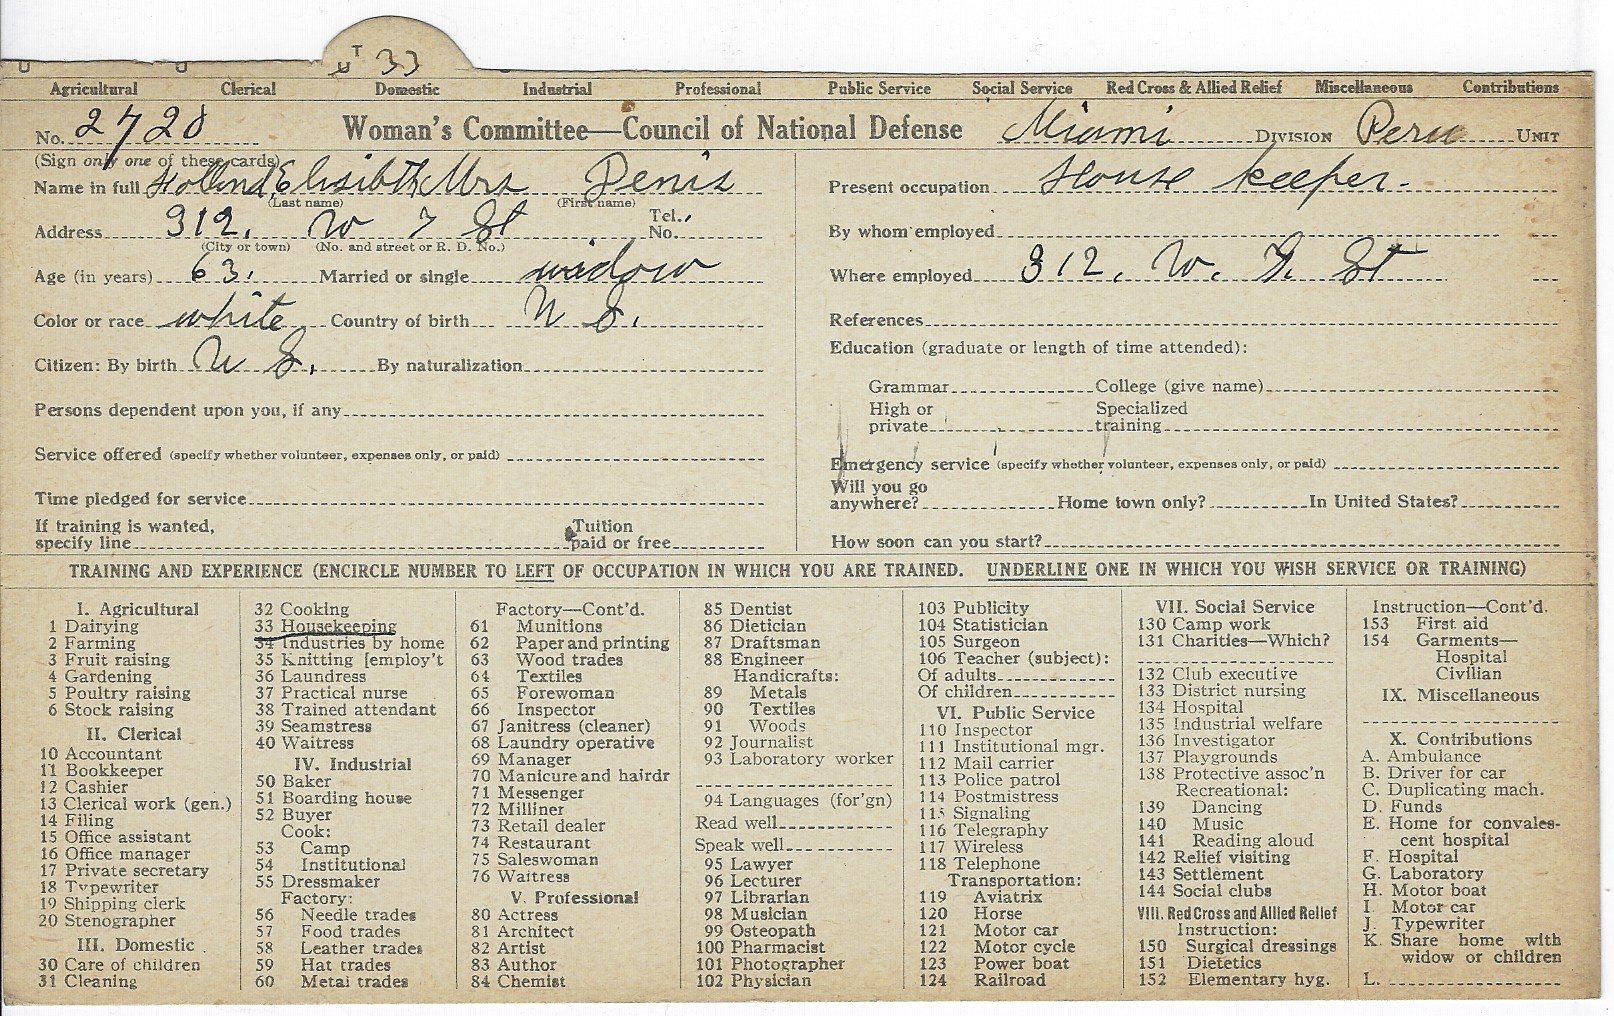 T
U 33
Agricultural Clerical Domestic Industrial Professional Public Service Social Service Red Cross & Allied Relief Miscellaneous Contributions
No. 2720 Woman's Committee—Council of National Defense Miami DIVISION Peru UNIT
(Sign only one of these cards)
Name in full Holland Elisibth Mrs Denis
(Last name) (First name)
Address 312. W 7 St Tel. No.
(City or town) (No. and street or R. D. No.)
Age (in years) 63. Married or single widow
Color or race white Country of birth U S.
Citizen: By birth U S. By naturalization
Persons dependent upon you, if any
Service offered (specify whether volunteer, expenses only, or paid)
Time pledged for service
If training is wanted, specify line Tuition paid or free
Present occupation House keeper.
By whom employed
Where employed 312. W. 7. St
References
Education (graduate or length of time attended):
Grammar College (give name)
High or private Specialized training
Emergency service (specify whether volunteer, expenses only, or paid)
Will you go anywhere? Home town only? In United States?
How soon can you start?
TRAINING AND EXPERIENCE (ENCIRCLE NUMBER TO LEFT OF OCCUPATION IN WHICH YOU ARE TRAINED. UNDERLINE ONE IN WHICH YOU WISH SERVICE OR TRAINING)
I. Agricultural
1 Dairying
2 Farming
3 Fruit raising
4 Gardening
5 Poultry raising
6 Stock raising
II. Clerical
10 Accountant
11 Bookkeeper
12 Cashier
13 Clerical work (gen.)
14 Filing
15 Office assistant
16 Office manager
17 Private secretary
18 Typewriter
19 Shipping clerk
20 Stenographer
III. Domestic
30 Care of children
31 Cleaning
32 Cooking
33 Housekeeping
34 Industries by home
35 Knitting [employ't
36 Laundress
37 Practical nurse
38 Trained attendant
39 Seamstress
40 Waitress
IV. Industrial
50 Baker
51 Boarding house
52 Buyer
Cook:
53 Camp
54 Institutional
55 Dressmaker
Factory:
56 Needle trades
57 Food trades
58 Leather trades
59 Hat trades
60 Metal trades
Factory—Cont'd.
61 Munitions
62 Paper and printing
63 Wood trades
64 Textiles
65 Forewoman
66 Inspector
67 Janitress (cleaner)
68 Laundry operative
69 Manager
70 Manicure and hairdr
71 Messenger
72 Milliner
73 Retail dealer
74 Restaurant
75 Saleswoman
76 Waitress
V. Professional
80 Actress
81 Architect
82 Artist
83 Author
84 Chemist
85 Dentist
86 Dietician
87 Draftsman
88 Engineer
Handicrafts:
89 Metals
90 Textiles
91 Woods
92 Journalist
93 Laboratory worker
94 Languages (for'gn)
Read well
Speak well
95 Lawyer
96 Lecturer
97 Librarian
98 Musician
99 Osteopath
100 Pharmacist
101 Photographer
102 Physician
103 Publicity
104 Statistician
105 Surgeon
106 Teacher (subject):
Of adults
Of children
VI. Public Service
110 Inspector
111 Institutional mgr.
112 Mail carrier
113 Police patrol
114 Postmistress
115 Signaling
116 Telegraphy
117 Wireless
118 Telephone
Transportation:
119 Aviatrix
120 Horse
121 Motor car
122 Motor cycle
123 Power boat
124 Railroad
VII. Social Service
130 Camp work
131 Charities—Which?
132 Club executive
133 District nursing
134 Hospital
135 Industrial welfare
136 Investigator
137 Playgrounds
138 Protective assoc'n
Recreational:
139 Dancing
140 Music
141 Reading aloud
142 Relief visiting
143 Settlement
144 Social clubs
VIII. Red Cross and Allied Relief
Instruction:
150 Surgical dressings
151 Dietetics
152 Elementary hyg.
Instruction—Cont'd.
153 First aid
154 Garments—
Hospital
Civilian
IX. Miscellaneous
X. Contributions
A. Ambulance
B. Driver for car
C. Duplicating mach.
D. Funds
E. Home for convales-
cent hospital
F. Hospital
G. Laboratory
H. Motor boat
I. Motor car
J. Typewriter
K. Share home with
widow or children
L.